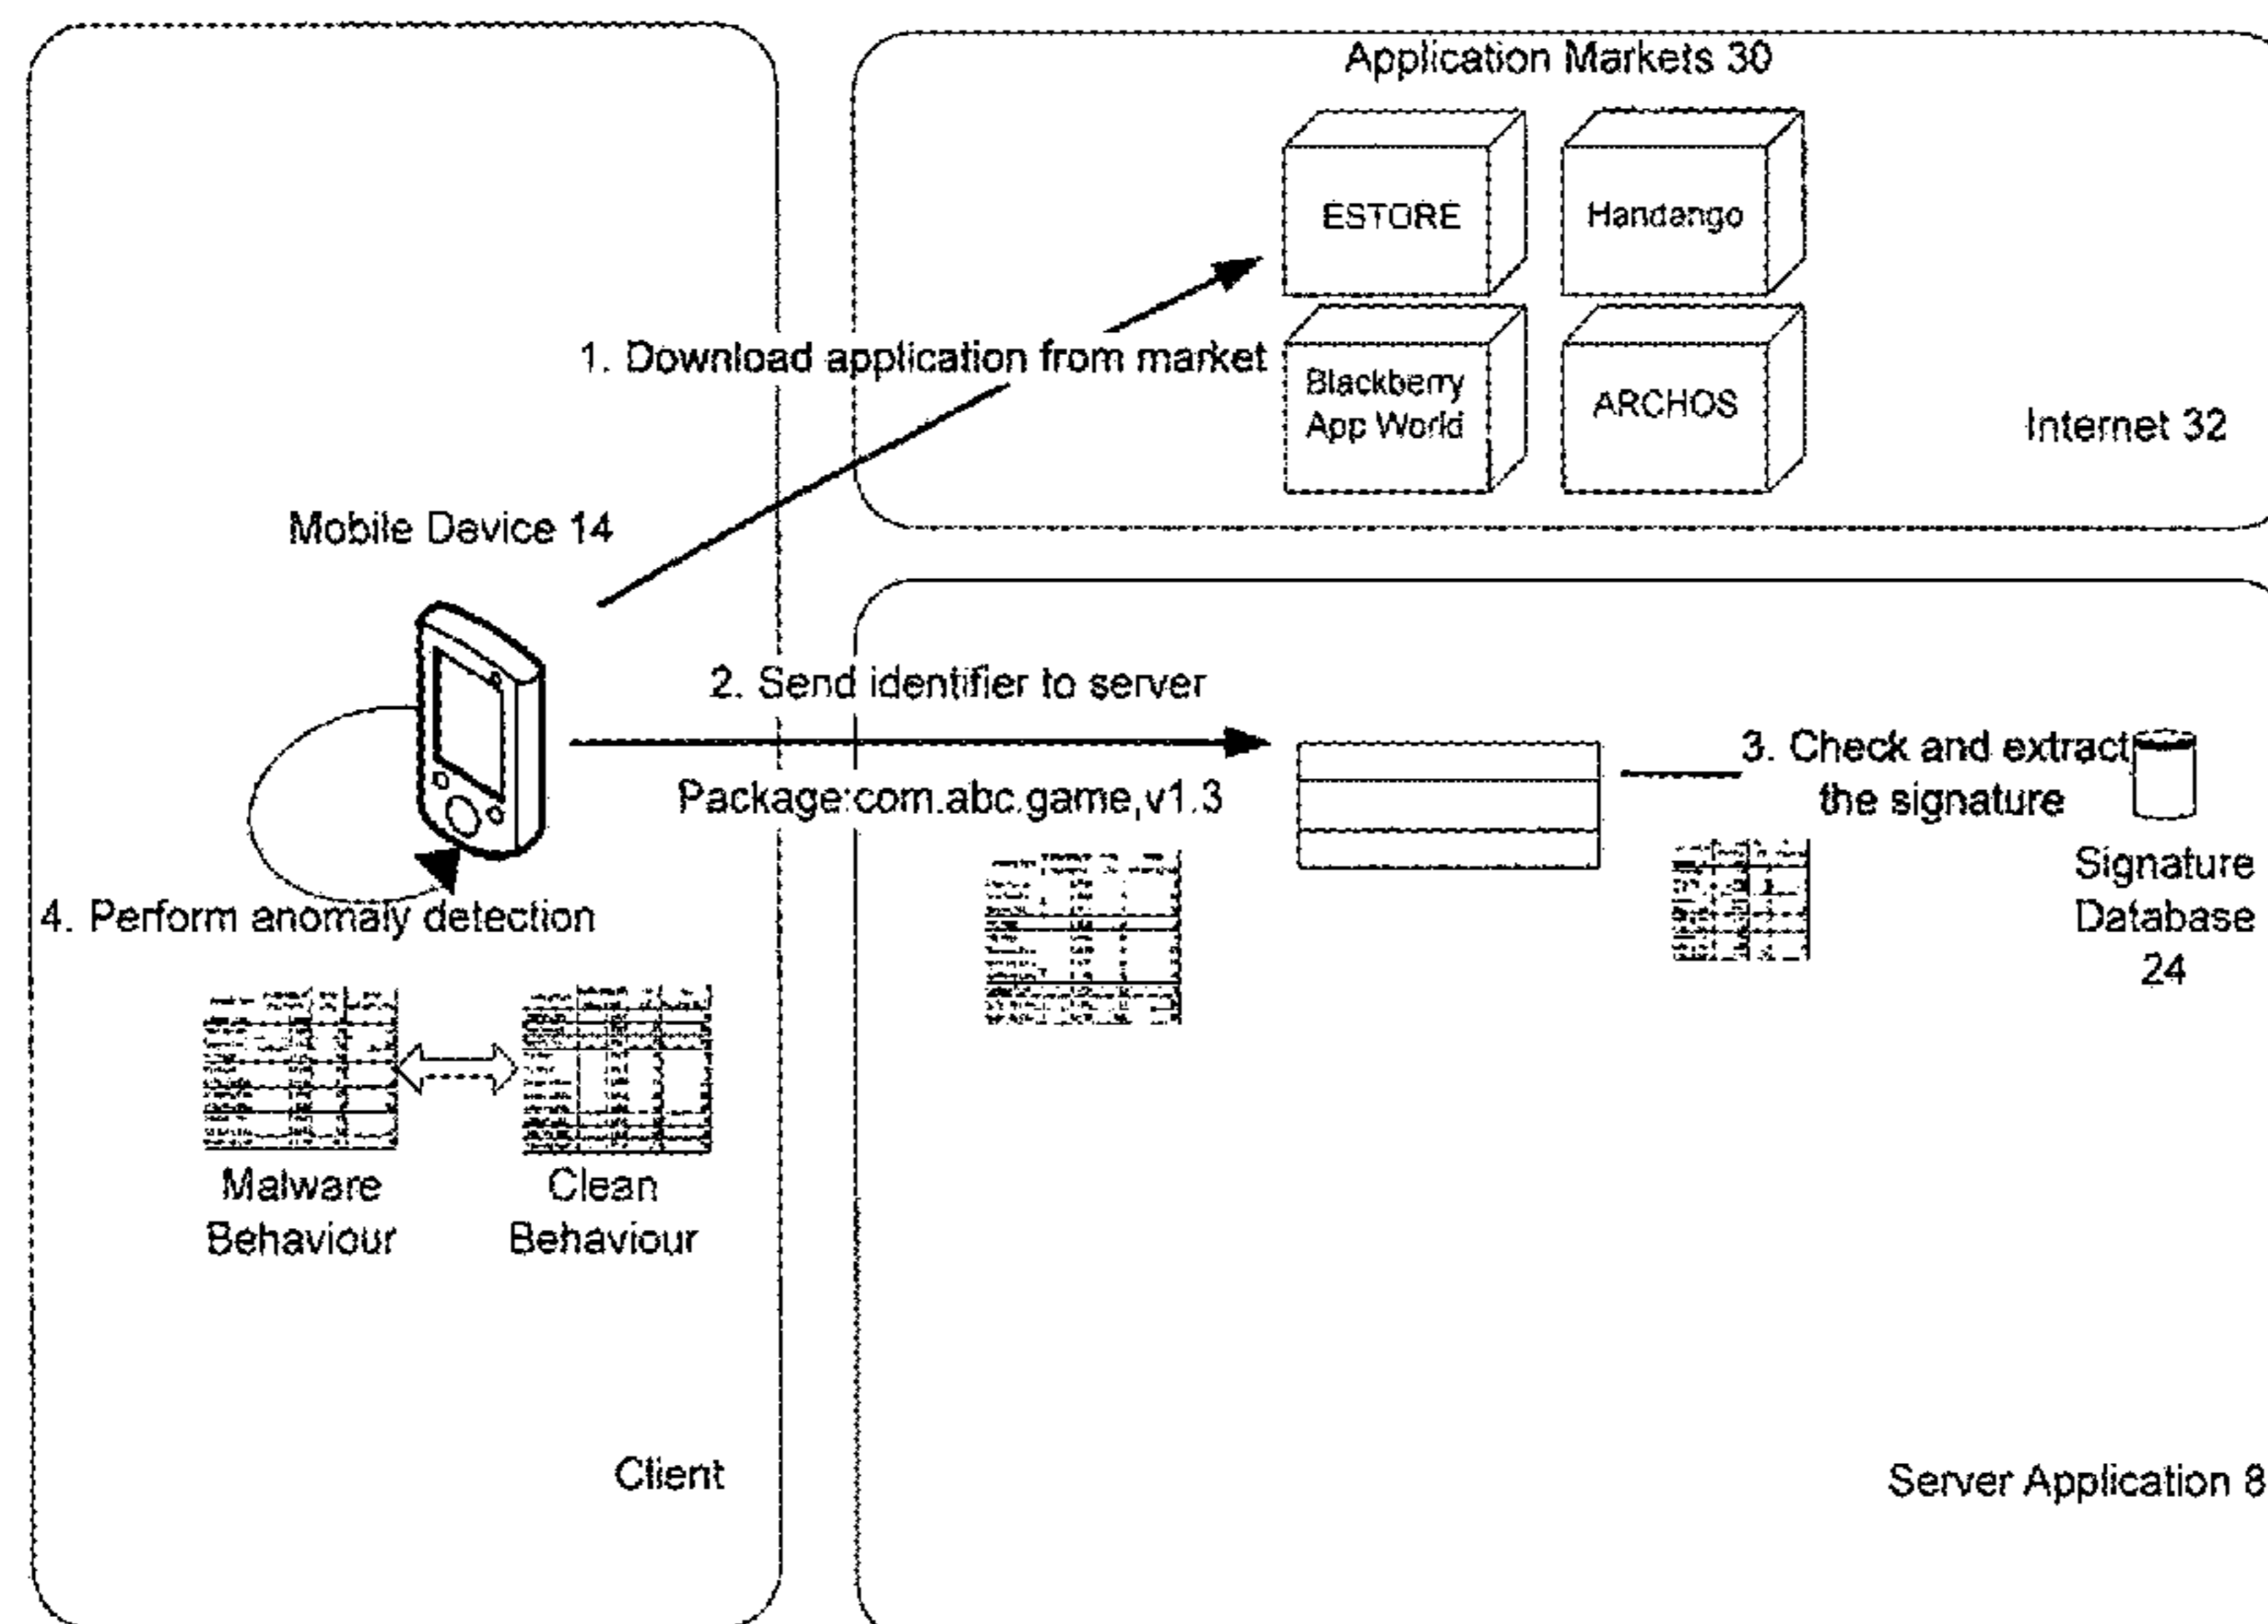 Application Markets 30
ESTORE
Handango
1. Download application from market
Blackberry
App World
ARCHOS
Internet 32
Mobile Device 14
2. Send identifier to server
Package:com.abc.game,v1.3
3. Check and extract
the signature
Signature
Database
24
4. Perform anomaly detection
Malware
Behaviour
Clean
Behaviour
Client
Server Application 8